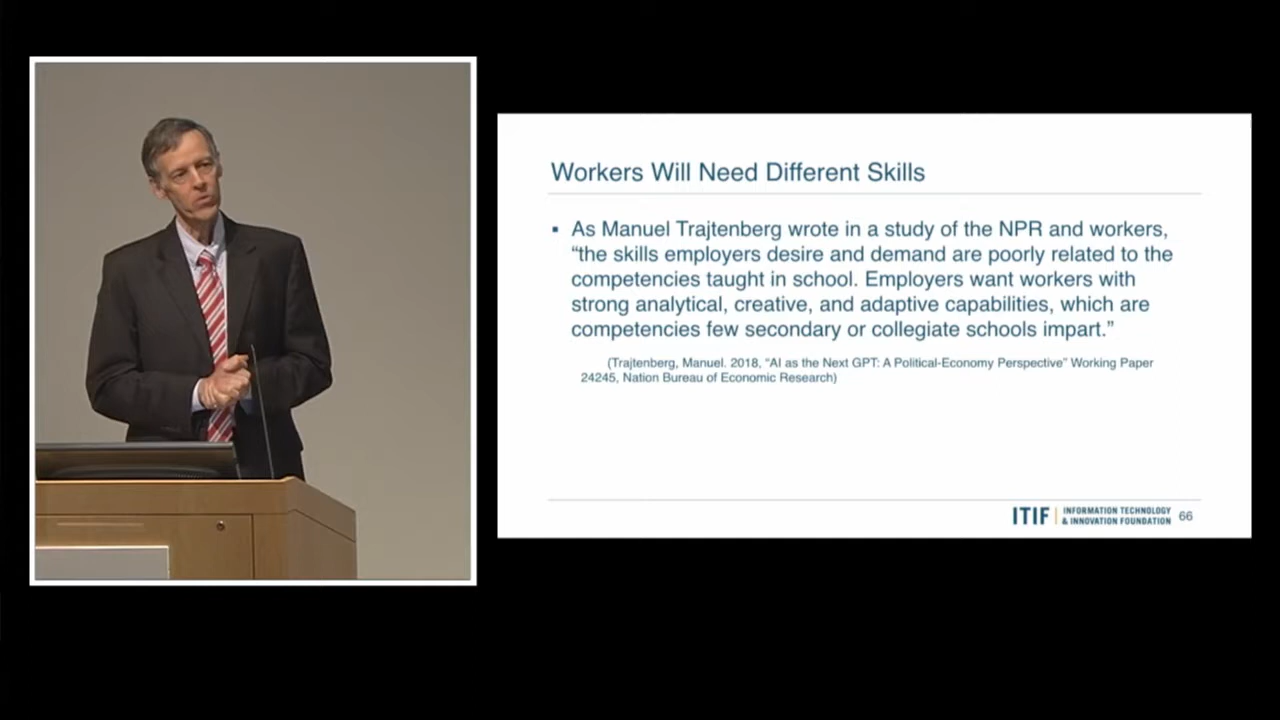 Workers Will Need Different Skills
▪ As Manuel Trajtenberg wrote in a study of the NPR and workers,
“the skills employers desire and demand are poorly related to the
competencies taught in school. Employers want workers with
strong analytical, creative, and adaptive capabilities, which are
competencies few secondary or collegiate schools impart.”
(Trajtenberg, Manuel. 2018, “AI as the Next GPT: A Political-Economy Perspective” Working Paper
24245, Nation Bureau of Economic Research)
ITIF | INFORMATION TECHNOLOGY
& INNOVATION FOUNDATION 66